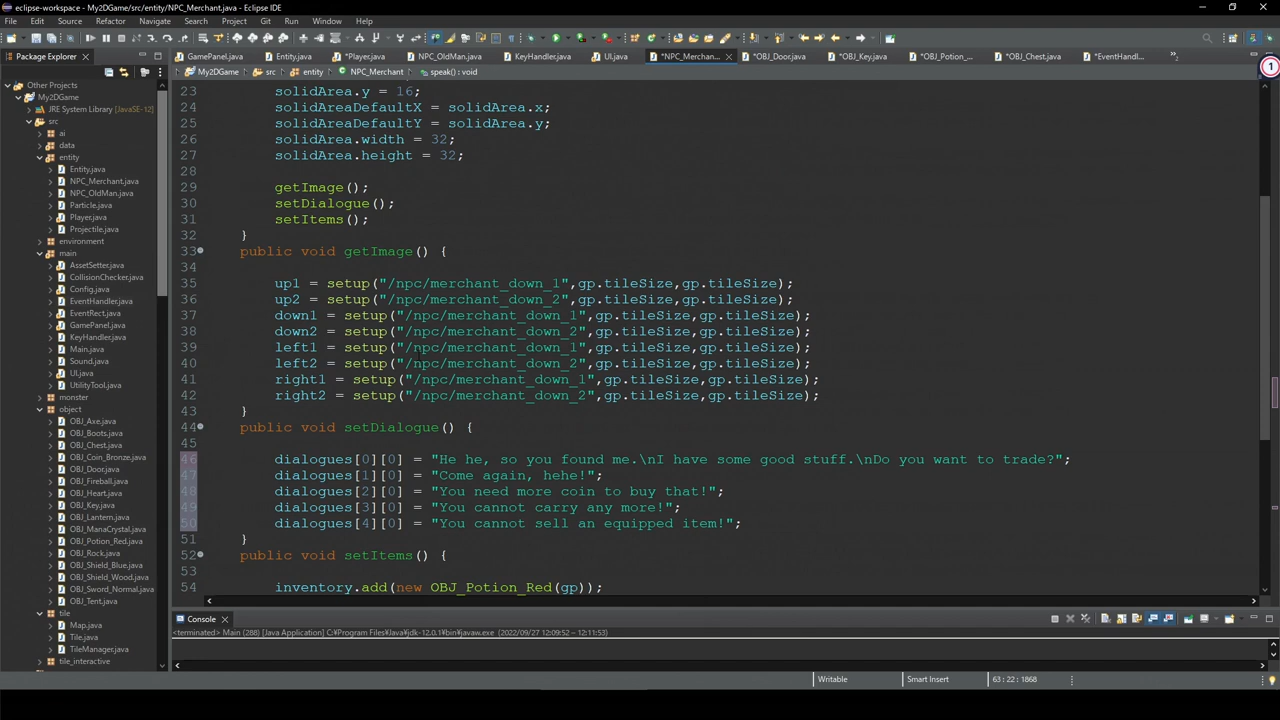 eclipse-workspace - My2DGame/src/entity/NPC_Merchant.java - Eclipse IDE
File Edit Source Refactor Navigate Search Project Git Run Window Help
Package Explorer
GamePanel.java Entity.java *Player.java NPC_OldMan.java KeyHandler.java UI.java *NPC_Merchan... *OBJ_Door.java *OBJ_Key.java *OBJ_Potion_... *OBJ_Chest.java *EventHandl...
1
My2DGame src entity NPC_Merchant speak() : void
Other Projects
My2DGame
JRE System Library [JavaSE-12]
src
ai
data
entity
Entity.java
NPC_Merchant.java
NPC_OldMan.java
Particle.java
Player.java
Projectile.java
environment
main
AssetSetter.java
CollisionChecker.java
Config.java
EventHandler.java
EventRect.java
GamePanel.java
KeyHandler.java
Main.java
Sound.java
UI.java
UtilityTool.java
monster
object
OBJ_Axe.java
OBJ_Boots.java
OBJ_Chest.java
OBJ_Coin_Bronze.java
OBJ_Door.java
OBJ_Fireball.java
OBJ_Heart.java
OBJ_Key.java
OBJ_Lantern.java
OBJ_ManaCrystal.java
OBJ_Potion_Red.java
OBJ_Rock.java
OBJ_Shield_Blue.java
OBJ_Shield_Wood.java
OBJ_Sword_Normal.java
OBJ_Tent.java
tile
Map.java
Tile.java
TileManager.java
tile_interactive
23 solidArea.y = 16;
24 solidAreaDefaultX = solidArea.x;
25 solidAreaDefaultY = solidArea.y;
26 solidArea.width = 32;
27 solidArea.height = 32;
28
29 getImage();
30 setDialogue();
31 setItems();
32 }
33 public void getImage() {
34
35 up1 = setup("/npc/merchant_down_1",gp.tileSize,gp.tileSize);
36 up2 = setup("/npc/merchant_down_2",gp.tileSize,gp.tileSize);
37 down1 = setup("/npc/merchant_down_1",gp.tileSize,gp.tileSize);
38 down2 = setup("/npc/merchant_down_2",gp.tileSize,gp.tileSize);
39 left1 = setup("/npc/merchant_down_1",gp.tileSize,gp.tileSize);
40 left2 = setup("/npc/merchant_down_2",gp.tileSize,gp.tileSize);
41 right1 = setup("/npc/merchant_down_1",gp.tileSize,gp.tileSize);
42 right2 = setup("/npc/merchant_down_2",gp.tileSize,gp.tileSize);
43 }
44 public void setDialogue() {
45
46 dialogues[0][0] = "He he, so you found me.\nI have some good stuff.\nDo you want to trade?";
47 dialogues[1][0] = "Come again, hehe!";
48 dialogues[2][0] = "You need more coin to buy that!";
49 dialogues[3][0] = "You cannot carry any more!";
50 dialogues[4][0] = "You cannot sell an equipped item!";
51 }
52 public void setItems() {
53
54 inventory.add(new OBJ_Potion_Red(gp));
Console
<terminated> Main (288) [Java Application] C:\Program Files\Java\jdk-12.0.1\bin\javaw.exe (2022/09/27 12:09:52 – 12:11:53)
Writable Smart Insert 63 : 22 : 1868